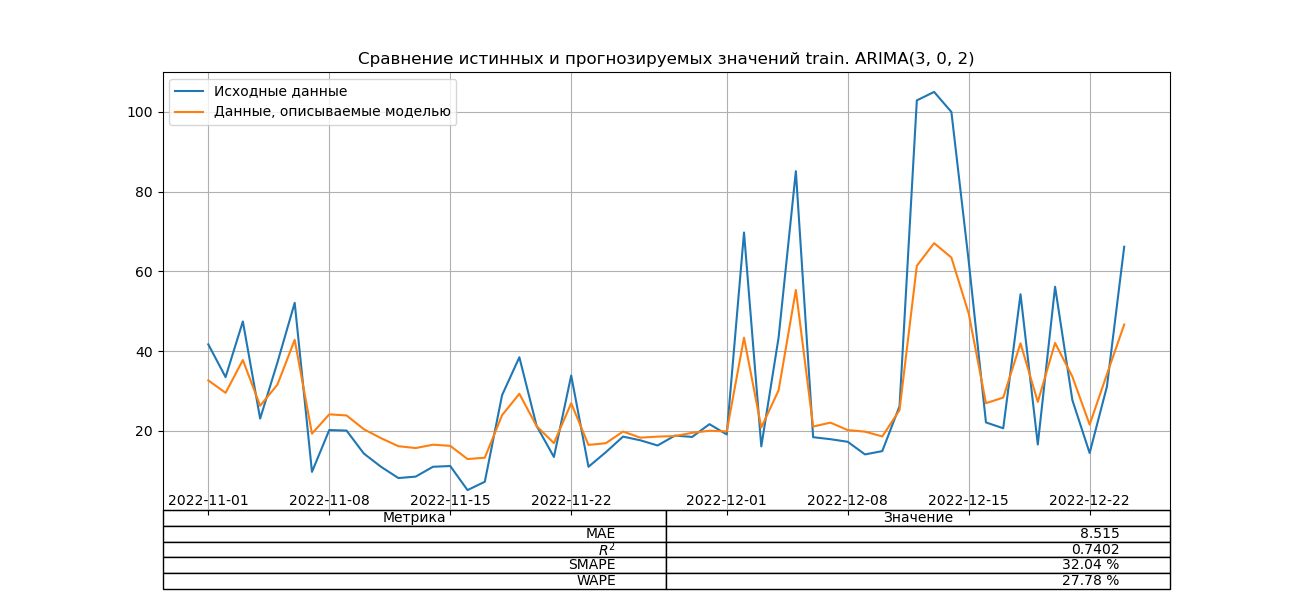 Сравнение истинных и прогнозируемых значений train. ARIMA(3, 0, 2)
Исходные данные
Данные, описываемые моделью
100
80
60
40
20
2022-11-01 2022-11-08 2022-11-15 2022-11-22 2022-12-01 2022-12-08 2022-12-15 2022-12-22
Метрика Значение
MAE 8.515
R² 0.7402
SMAPE 32.04 %
WAPE 27.78 %